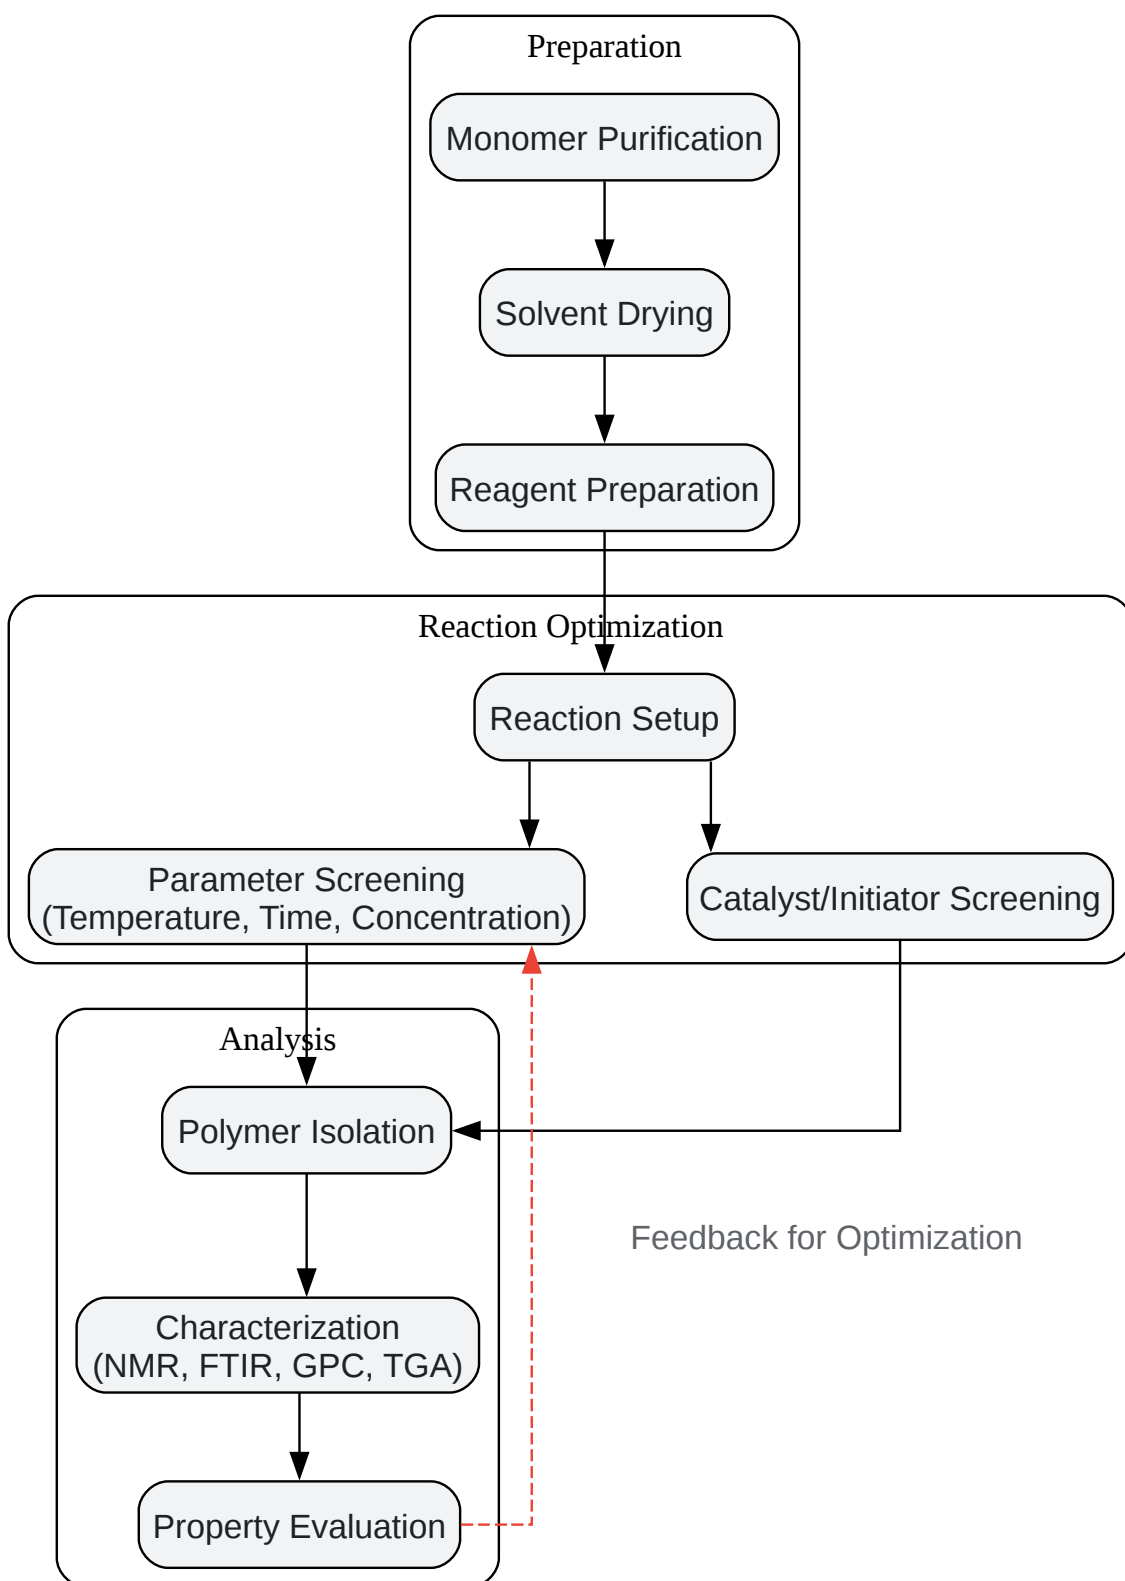 Preparation
Monomer Purification
Solvent Drying
Reagent Preparation
Reaction Optimization
Reaction Setup
Parameter Screening
(Temperature, Time, Concentration)
Catalyst/Initiator Screening
Analysis
Polymer Isolation
Feedback for Optimization
Characterization
(NMR, FTIR, GPC, TGA)
Property Evaluation